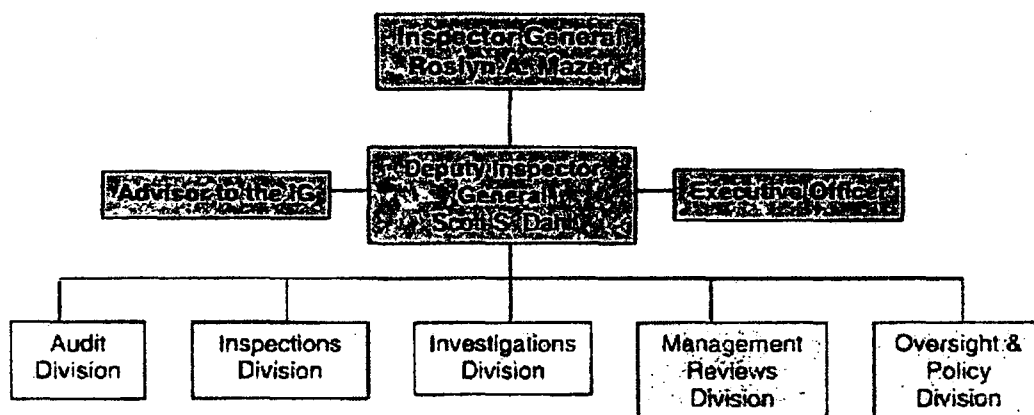 Inspector General
Roslyn A. Mazer
Deputy Inspector
General
Scott S. Dahl
Advisor to the IG
Executive Officer
Audit
Division
Inspections
Division
Investigations
Division
Management
Reviews
Division
Oversight &
Policy
Division